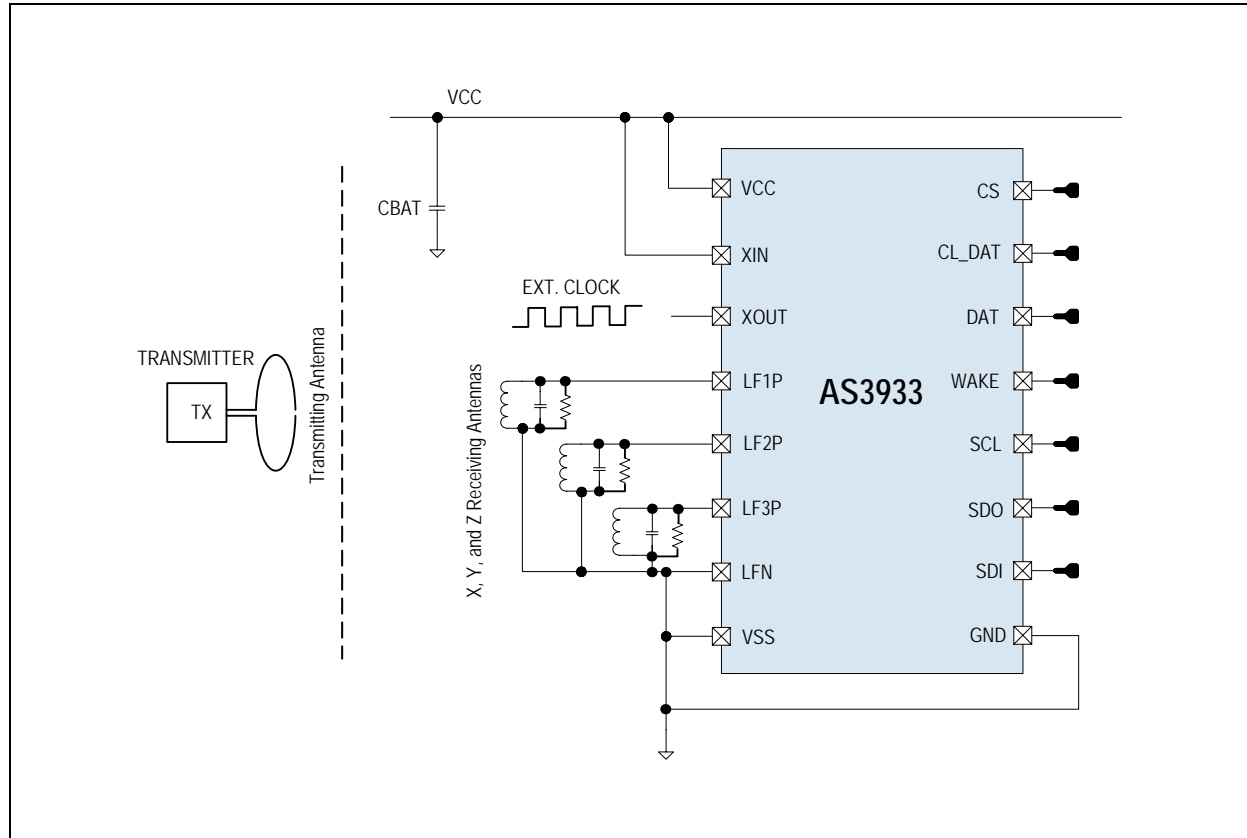 VCC
CBAT
EXT. CLOCK
TRANSMITTER
TX
Transmitting Antenna
X, Y, and Z Receiving Antennas
AS3933
VCC
XIN
XOUT
LF1P
LF2P
LF3P
LFN
VSS
CS
CL_DAT
DAT
WAKE
SCL
SDO
SDI
GND